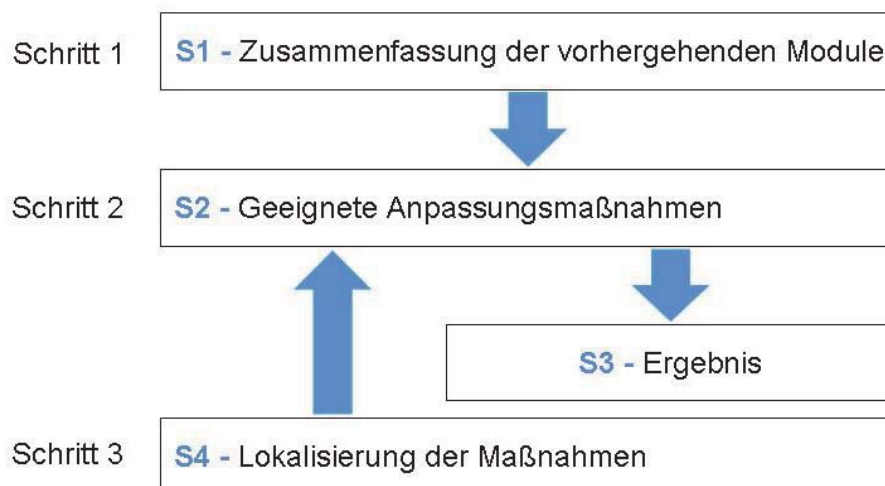 Schritt 1
S1 - Zusammenfassung der vorhergehenden Module
Schritt 2
S2 - Geeignete Anpassungsmaßnahmen
S3 - Ergebnis
Schritt 3
S4 - Lokalisierung der Maßnahmen